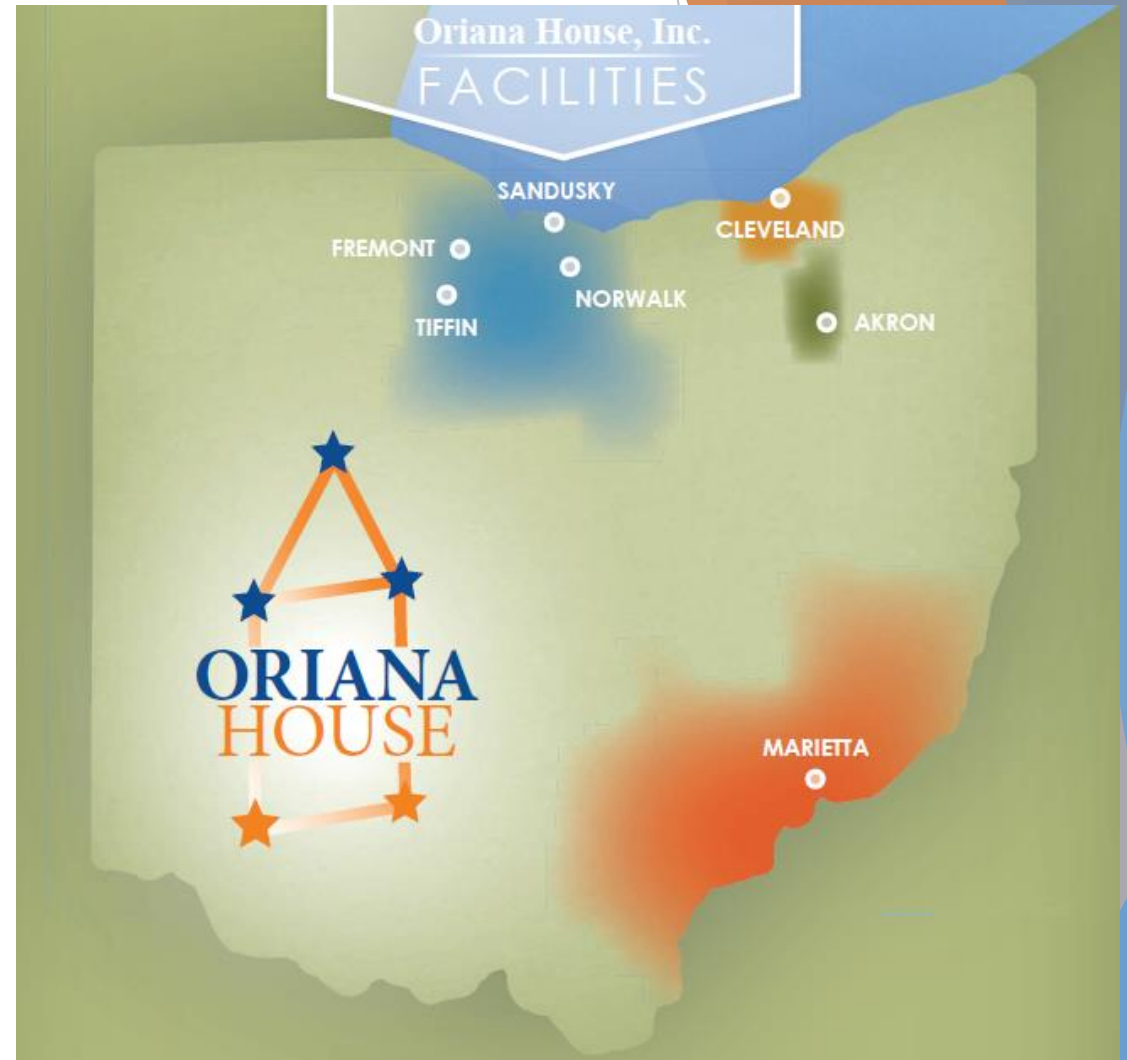 Oriana House, Inc.
FACILITIES
SANDUSKY
CLEVELAND
FREMONT
NORWALK
TIFFIN
AKRON
ORIANA
HOUSE
MARIETTA